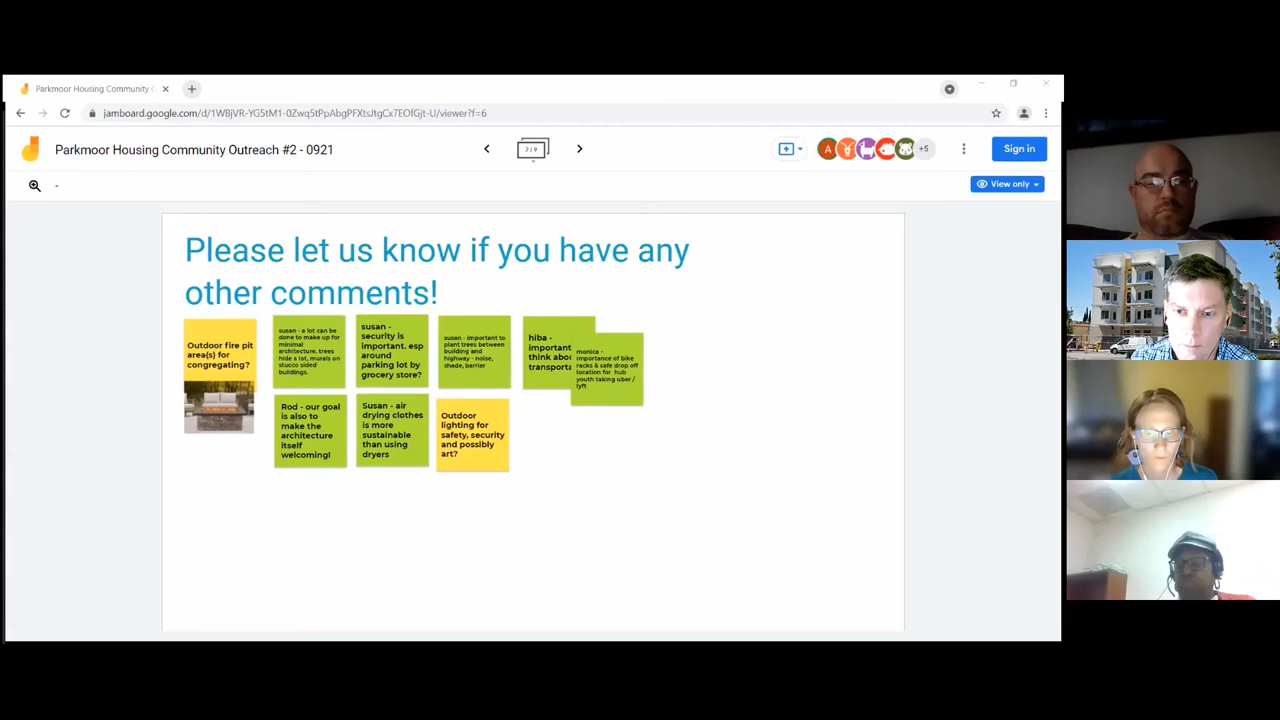 Parkmoor Housing Community
jamboard.google.com/d/1WBjVR-YG5tM1-0Zwq5tPpAbgPFXtsJtgCx7EOfGjt-U/viewer?f=6
Parkmoor Housing Community Outreach #2 - 0921
7 / 9
A
+5
Sign in
View only
Please let us know if you have any
other comments!
Outdoor fire pit
area(s) for
congregating?
susan - a lot can be
done to make up for
minimal
architecture. trees
hide a lot, murals on
stucco sided
buildings.
susan -
security is
important. esp
around
parking lot by
grocery store?
susan - important to
plant trees between
building and
highway - noise,
shade, barrier
hiba -
important
think abou
transporta
monica -
importance of bike
racks & safe drop off
location for hub
youth taking uber /
lyft
Rod - our goal
is also to
make the
architecture
itself
welcoming!
Susan - air
drying clothes
is more
sustainable
than using
dryers
Outdoor
lighting for
safety, security
and possibly
art?